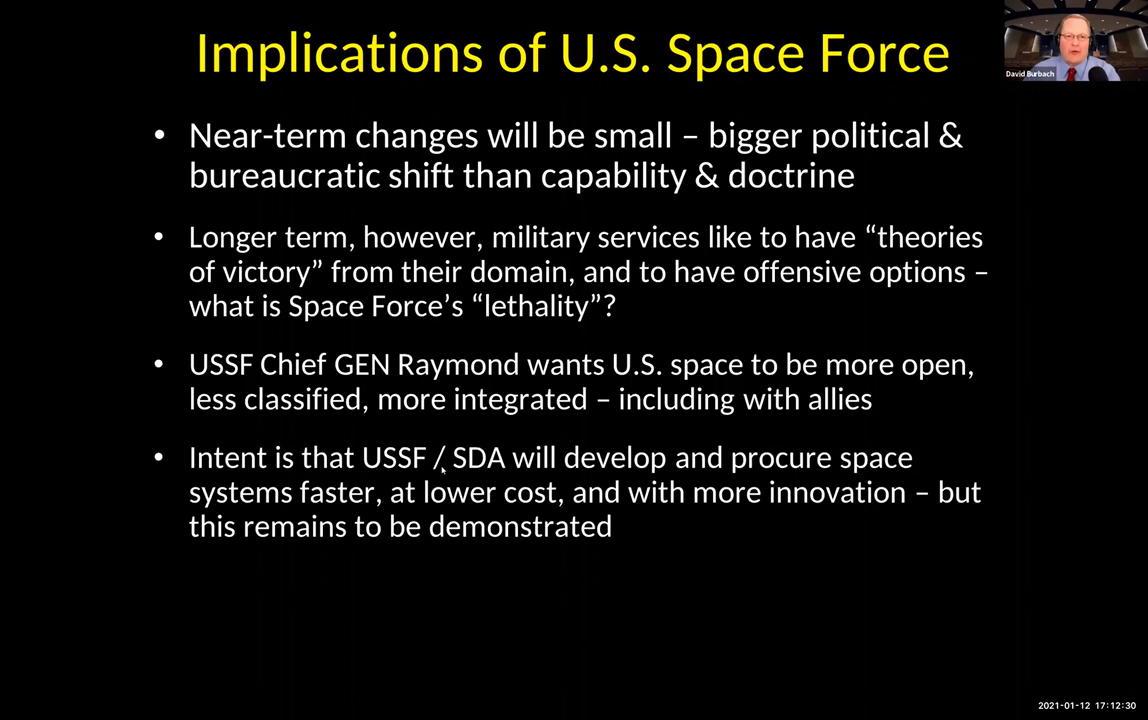 Implications of U.S. Space Force
David Burbach
• Near-term changes will be small – bigger political &
bureaucratic shift than capability & doctrine
• Longer term, however, military services like to have “theories
of victory” from their domain, and to have offensive options –
what is Space Force’s “lethality”?
• USSF Chief GEN Raymond wants U.S. space to be more open,
less classified, more integrated – including with allies
• Intent is that USSF / SDA will develop and procure space
systems faster, at lower cost, and with more innovation – but
this remains to be demonstrated
2021-01-12 17:12:30